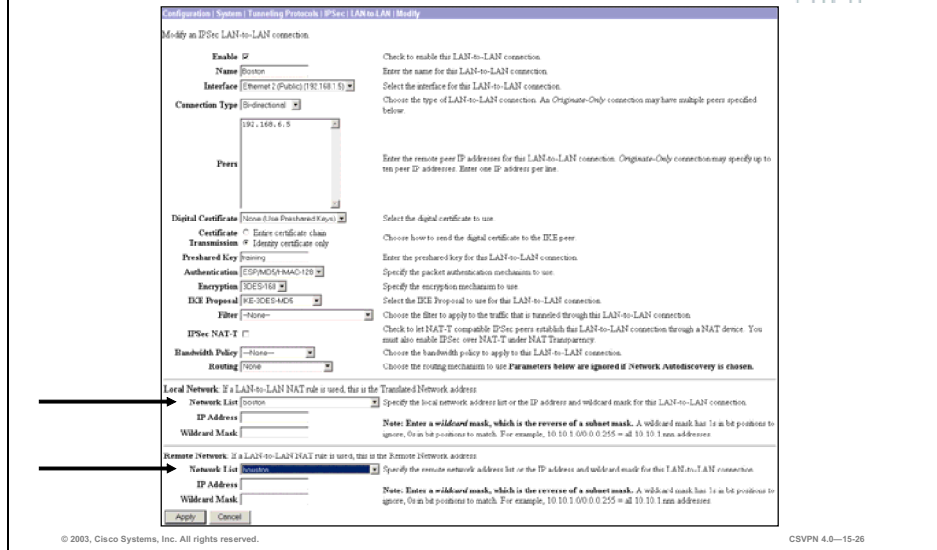 Configuration | System | Tunneling Protocols | IPSec | LAN-to-LAN | Modify
Modify an IPSec LAN-to-LAN connection.
Enable Check to enable this LAN-to-LAN connection.
Name Boston Enter the name for this LAN-to-LAN connection.
Interface Ethernet 2 (Public) (192.168.1.5) Select the interface for this LAN-to-LAN connection.
Connection Type Bi-directional Choose the type of LAN-to-LAN connection. An Originate-Only connection may have multiple peers specified
below.
192.168.6.5
Peers Enter the remote peer IP addresses for this LAN-to-LAN connection. Originate-Only connection may specify up to
ten peer IP addresses. Enter one IP address per line.
Digital Certificate None (Use Preshared Keys) Select the digital certificate to use.
Certificate Transmission Entire certificate chain
Identity certificate only Choose how to send the digital certificate to the IKE peer.
Preshared Key training Enter the preshared key for this LAN-to-LAN connection.
Authentication ESP/MD5/HMAC-128 Specify the packet authentication mechanism to use.
Encryption 3DES-168 Specify the encryption mechanism to use.
IKE Proposal IKE-3DES-MD5 Select the IKE Proposal to use for this LAN-to-LAN connection.
Filter --None-- Choose the filter to apply to the traffic that is tunneled through this LAN-to-LAN connection.
IPSec NAT-T Check to let NAT-T compatible IPSec peers establish this LAN-to-LAN connection through a NAT device. You
must also enable IPSec over NAT-T under NAT Transparency.
Bandwidth Policy --None-- Choose the bandwidth policy to apply to this LAN-to-LAN connection.
Routing None Choose the routing mechanism to use. Parameters below are ignored if Network Autodiscovery is chosen.
Local Network: If a LAN-to-LAN NAT rule is used, this is the Translated Network address.
Network List boston Specify the local network address list or the IP address and wildcard mask for this LAN-to-LAN connection.
IP Address
Wildcard Mask Note: Enter a wildcard mask, which is the reverse of a subnet mask. A wildcard mask has 1s in bit positions to
ignore, 0s in bit positions to match. For example, 10.10.1.0/0.0.0.255 = all 10.10.1.nnn addresses.
Remote Network: If a LAN-to-LAN NAT rule is used, this is the Remote Network address.
Network List houston Specify the remote network address list or the IP address and wildcard mask for this LAN-to-LAN connection.
IP Address
Wildcard Mask Note: Enter a wildcard mask, which is the reverse of a subnet mask. A wildcard mask has 1s in bit positions to
ignore, 0s in bit positions to match. For example, 10.10.1.0/0.0.0.255 = all 10.10.1.nnn addresses.
Apply Cancel
© 2003, Cisco Systems, Inc. All rights reserved. CSVPN 4.0—15-26